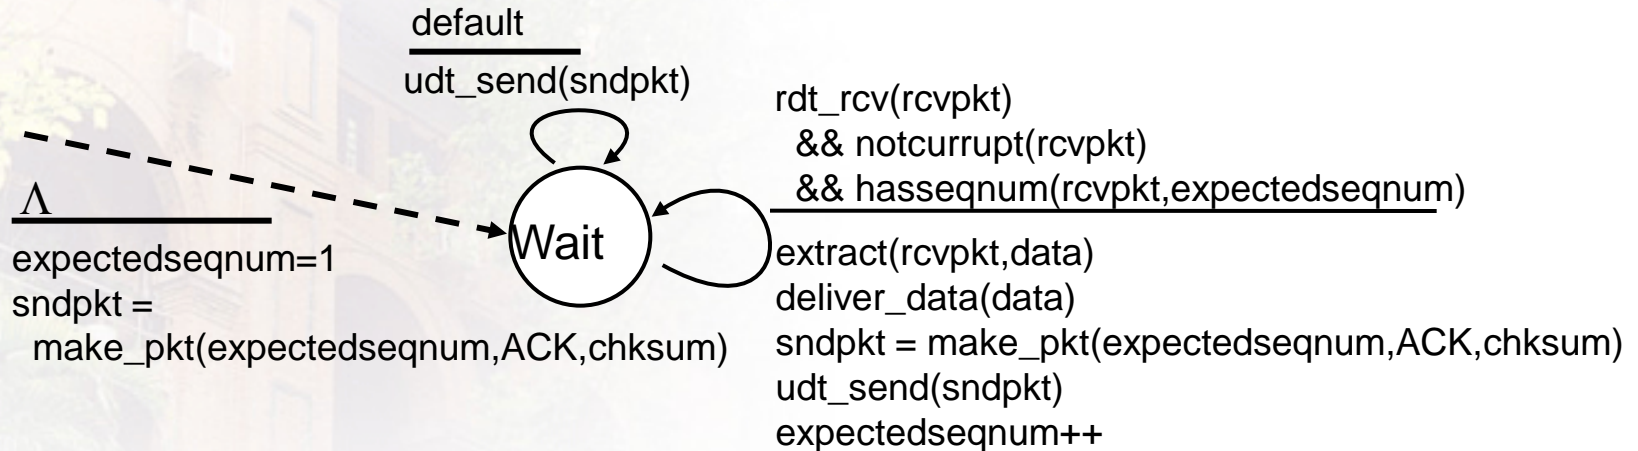 default
udt_send(sndpkt)
rdt_rcv(rcvpkt)
&& notcurrupt(rcvpkt)
&& hasseqnum(rcvpkt,expectedseqnum)
Λ
expectedseqnum=1
sndpkt =
make_pkt(expectedseqnum,ACK,chksum)
Wait
extract(rcvpkt,data)
deliver_data(data)
sndpkt = make_pkt(expectedseqnum,ACK,chksum)
udt_send(sndpkt)
expectedseqnum++